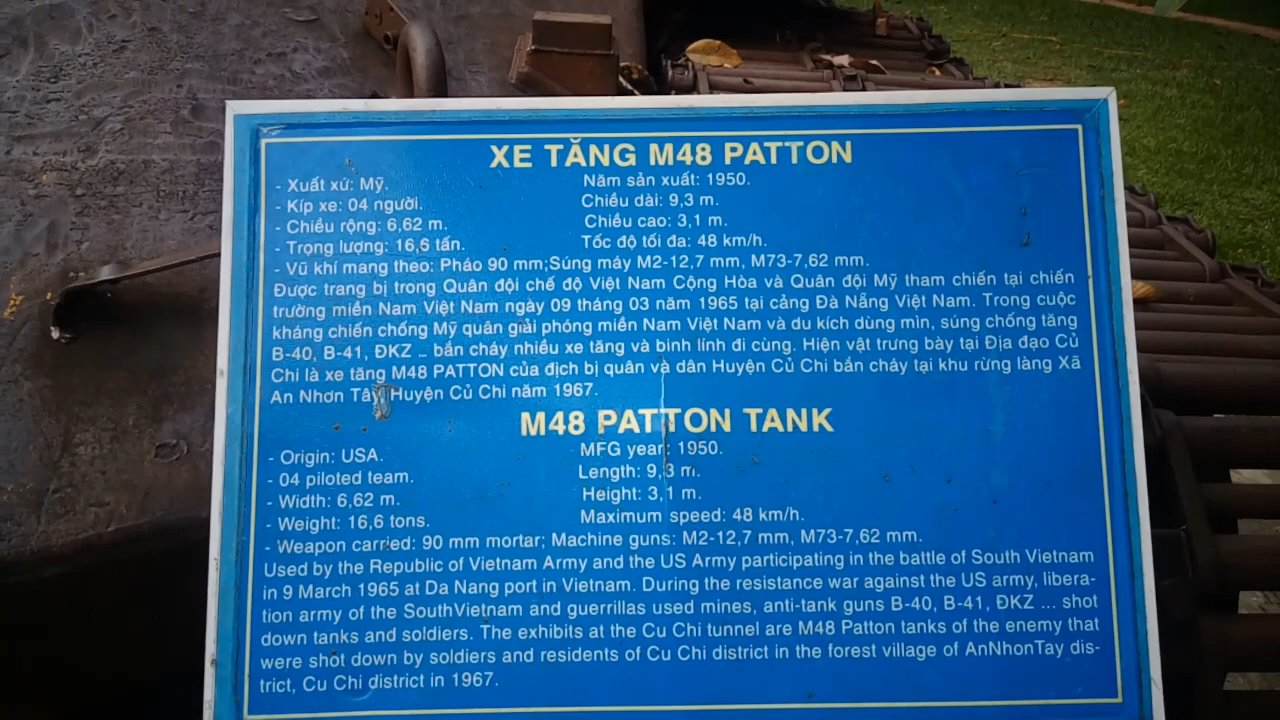 XE TĂNG M48 PATTON
- Xuất xứ: Mỹ. Năm sản xuất: 1950.
- Kíp xe: 04 người. Chiều dài: 9,3 m.
- Chiều rộng: 6,62 m. Chiều cao: 3,1 m.
- Trọng lượng: 16,6 tấn. Tốc độ tối đa: 48 km/h.
- Vũ khí mang theo: Pháo 90 mm;Súng máy M2-12,7 mm, M73-7,62 mm.
Được trang bị trong Quân đội chế độ Việt Nam Cộng Hòa và Quân đội Mỹ tham chiến tại chiến
trường miền Nam Việt Nam ngày 09 tháng 03 năm 1965 tại cảng Đà Nẵng Việt Nam. Trong cuộc
kháng chiến chống Mỹ quân giải phóng miền Nam Việt Nam và du kích dùng mìn, súng chống tăng
B-40, B-41, ĐKZ ... bắn cháy nhiều xe tăng và binh lính đi cùng. Hiện vật trưng bày tại Địa đạo Củ
Chi là xe tăng M48 PATTON của địch bị quân và dân Huyện Củ Chi bắn cháy tại khu rừng làng Xã
An Nhơn Tây Huyện Củ Chi năm 1967.
M48 PATTON TANK
- Origin: USA. MFG year: 1950.
- 04 piloted team. Length: 9,3 m.
- Width: 6,62 m. Height: 3,1 m.
- Weight: 16,6 tons. Maximum speed: 48 km/h.
- Weapon carried: 90 mm mortar; Machine guns: M2-12,7 mm, M73-7,62 mm.
Used by the Republic of Vietnam Army and the US Army participating in the battle of South Vietnam
in 9 March 1965 at Da Nang port in Vietnam. During the resistance war against the US army, libera-
tion army of the SouthVietnam and guerrillas used mines, anti-tank guns B-40, B-41, ĐKZ ... shot
down tanks and soldiers. The exhibits at the Cu Chi tunnel are M48 Patton tanks of the enemy that
were shot down by soldiers and residents of Cu Chi district in the forest village of AnNhonTay dis-
trict, Cu Chi district in 1967.